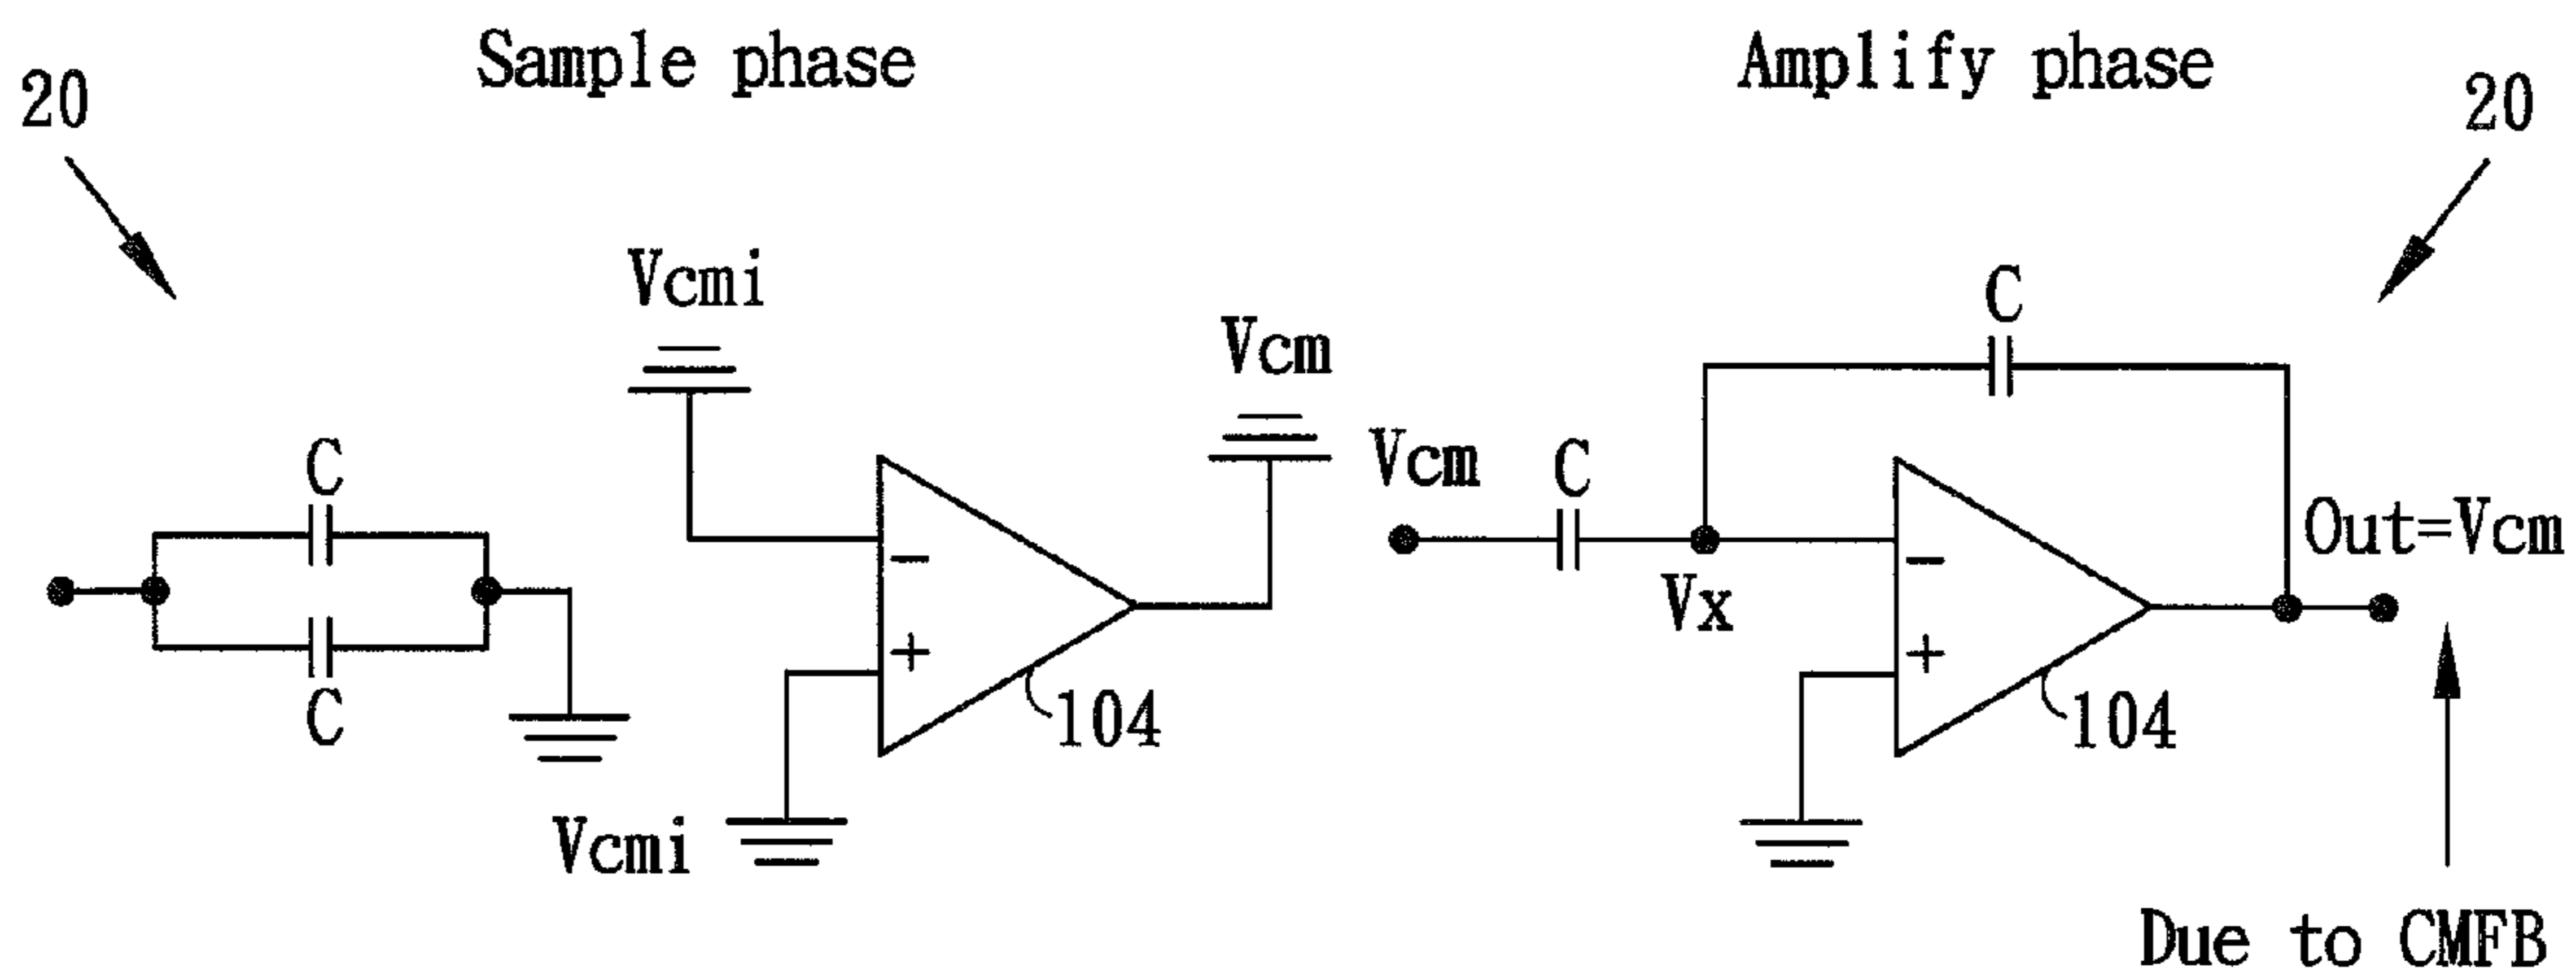 Sample phase
Amplify phase
20
20
Vcmi
Vcm
C
C
Vcm
C
C
Out=Vcm
Vx
-
+
-
+
104
104
Vcmi
Due to CMFB